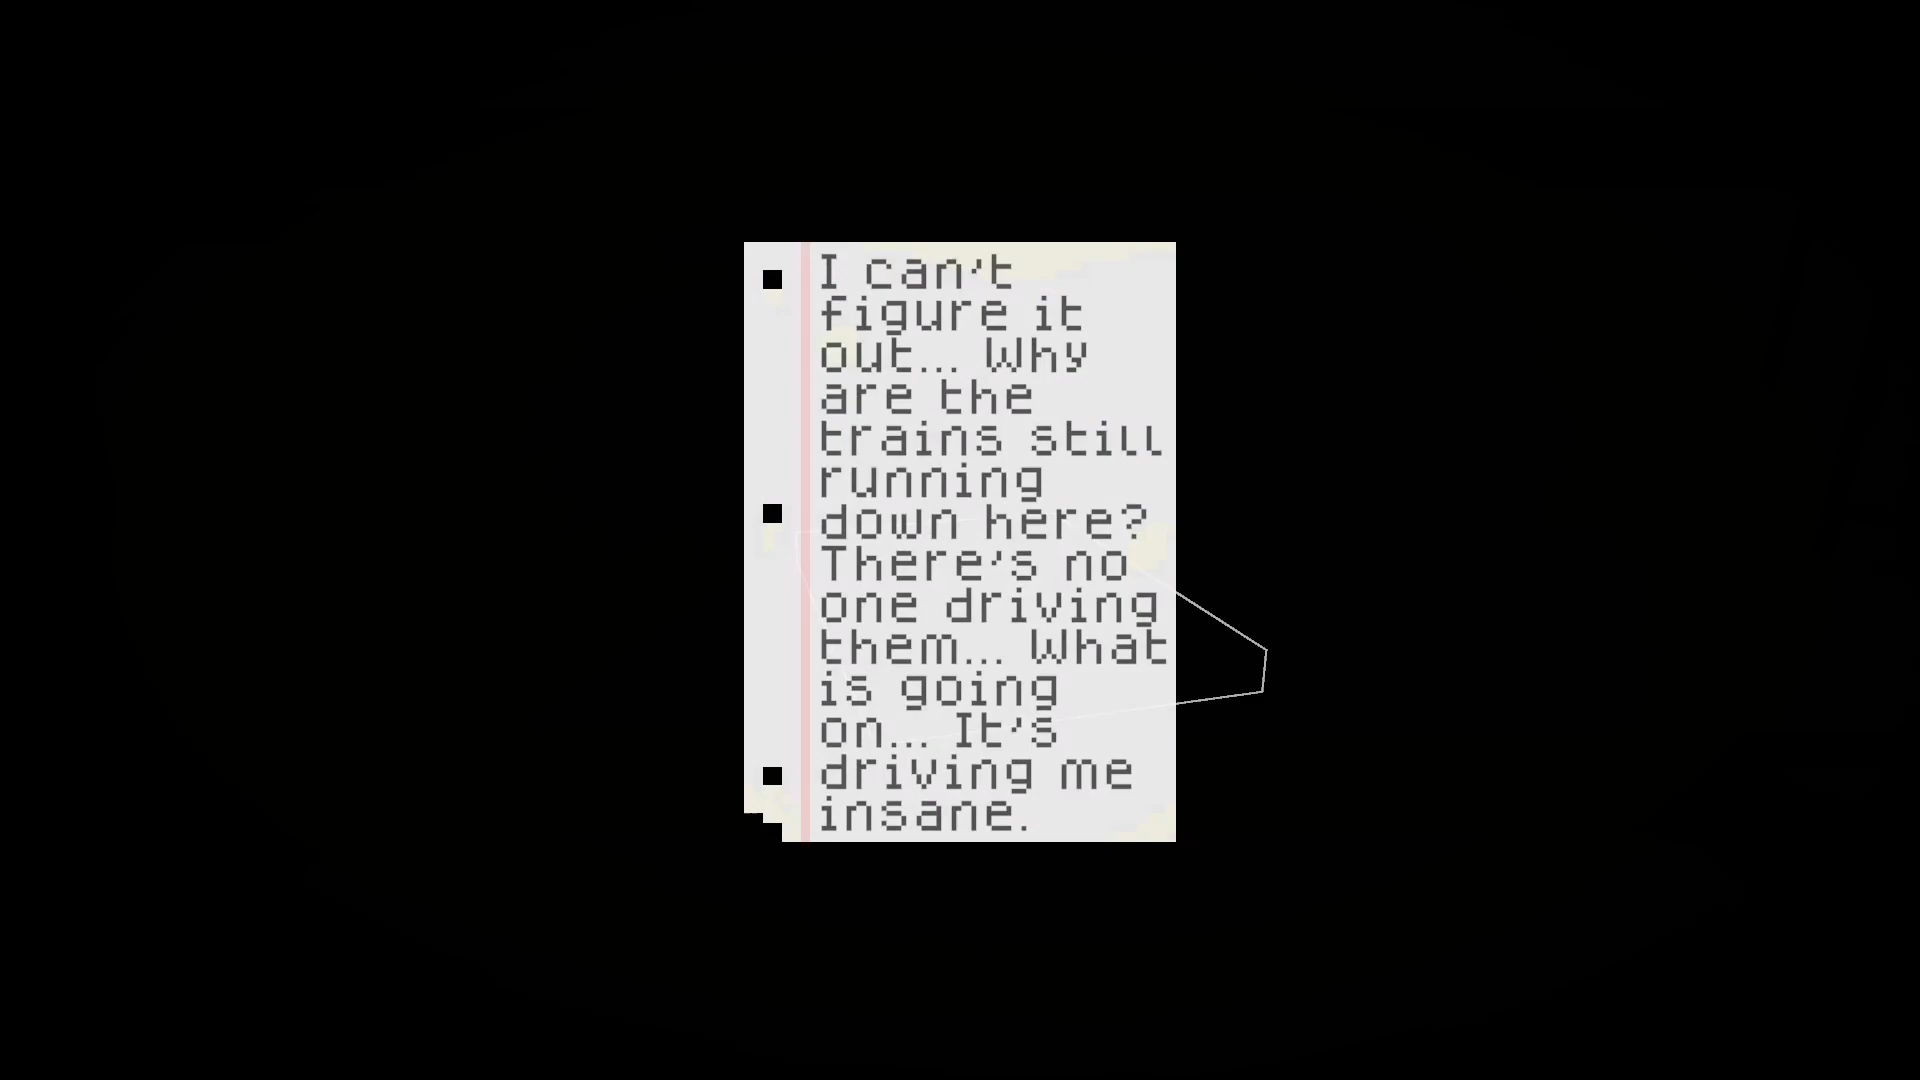 I can't
figure it
out... Why
are the
trains still
running
down here?
There's no
one driving
them... What
is going
on... It's
driving me
insane.